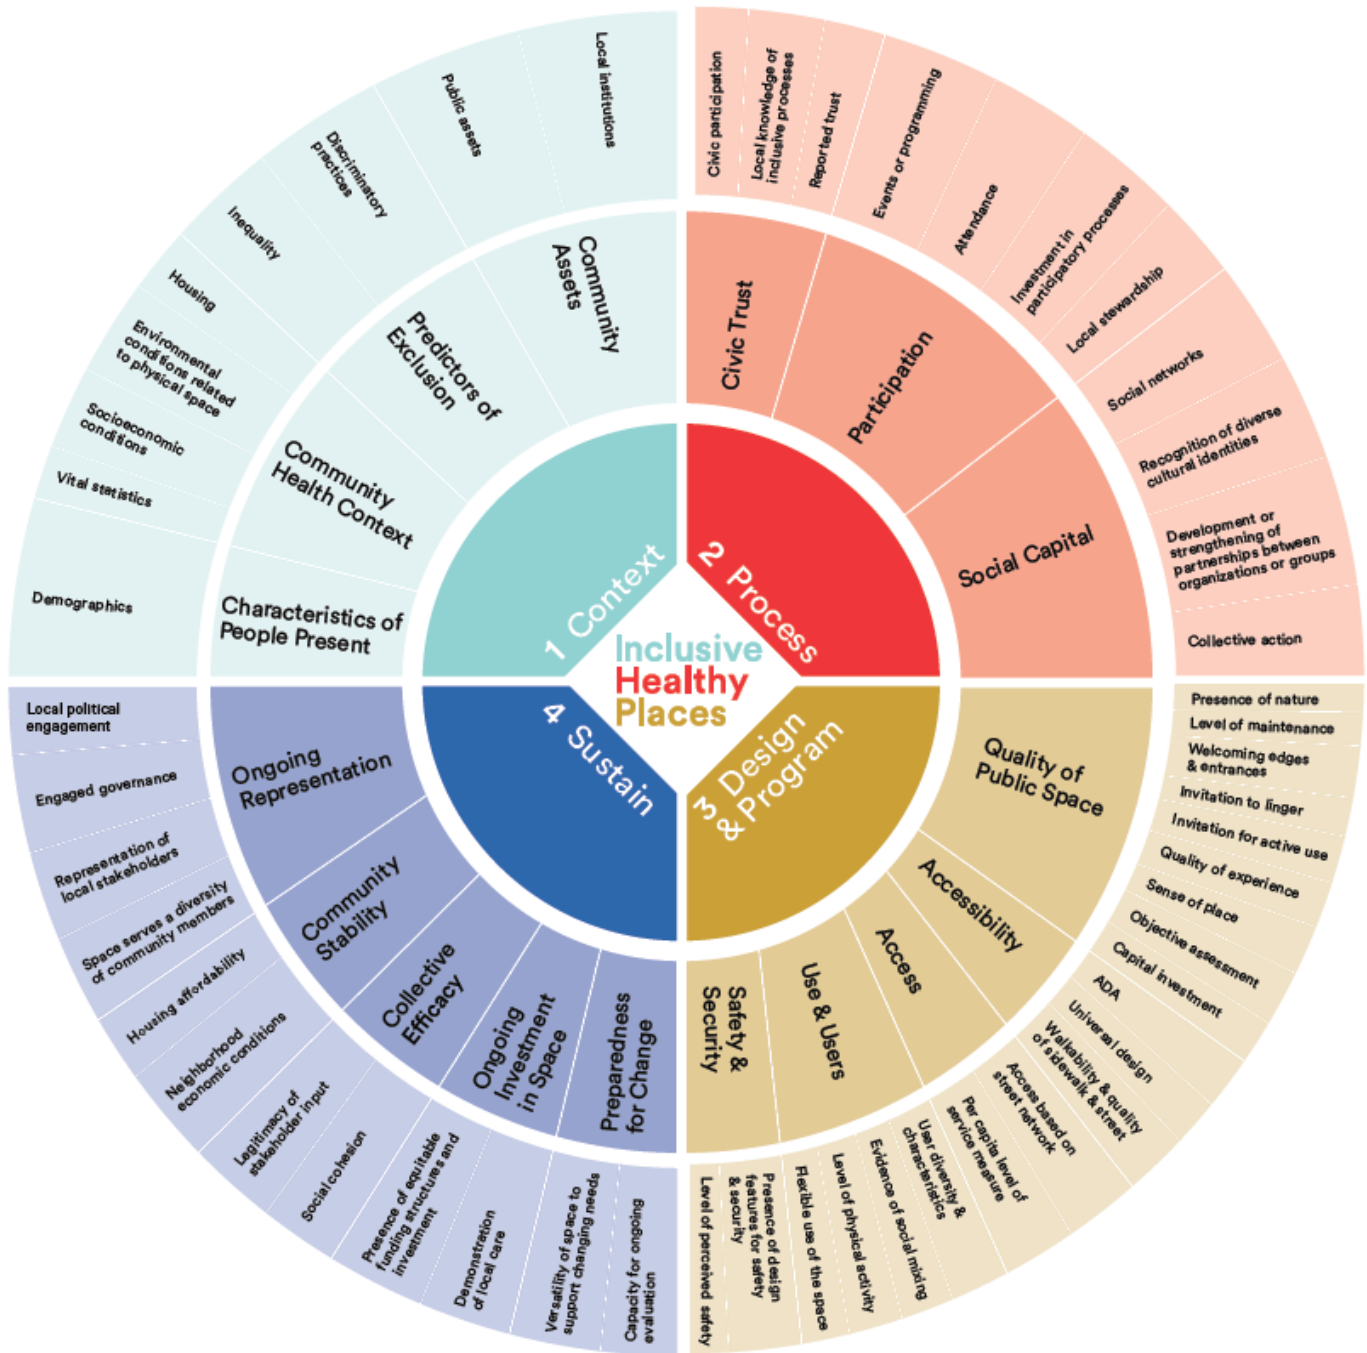 Inclusive
Healthy
Places
1 Context
Community
Assets
Local institutions
Public assets
Predictors of
Exclusion
Discriminatory
practices
Inequality
Community
Health Context
Housing
Environmental
conditions related
to physical space
Socioeconomic
conditions
Vital statistics
Characteristics of
People Present
Demographics
2 Process
Civic Trust
Civic participation
Local knowledge of
inclusive processes
Reported trust
Participation
Events or programming
Attendance
Investment in
participatory processes
Local stewardship
Social Capital
Social networks
Recognition of diverse
cultural identities
Development or
strengthening of
partnerships between
organizations or groups
Collective action
3 Design
& Program
Quality of
Public Space
Presence of nature
Level of maintenance
Welcoming edges
& entrances
Invitation to linger
Invitation for active use
Quality of experience
Sense of place
Objective assessment
Capital investment
Accessibility
ADA
Universal design
Walkability & quality
of sidewalk & street
Access
Access based on
street network
Per capita level of
service measure
Use & Users
User diversity &
characteristics
Evidence of social mixing
Level of physical activity
Flexible use of the space
Safety &
Security
Presence of design
features for safety
& security
Level of perceived safety
4 Sustain
Ongoing
Representation
Local political
engagement
Engaged governance
Representation of
local stakeholders
Space serves a diversity
of community members
Community
Stability
Housing affordability
Neighborhood
economic conditions
Collective
Efficacy
Legitimacy of
stakeholder input
Social cohesion
Ongoing
Investment
in Space
Presence of equitable
funding structures and
investment
Demonstration
of local care
Preparedness
for Change
Versatility of space to
support changing needs
Capacity for ongoing
evaluation